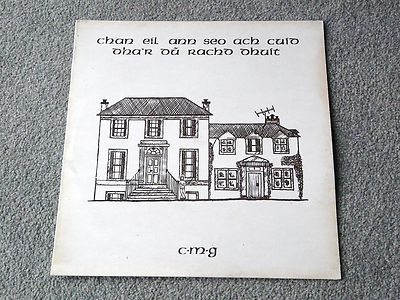 chan eil ann seo ach cuid
dha'r dù rachd dhuit
c·m·g